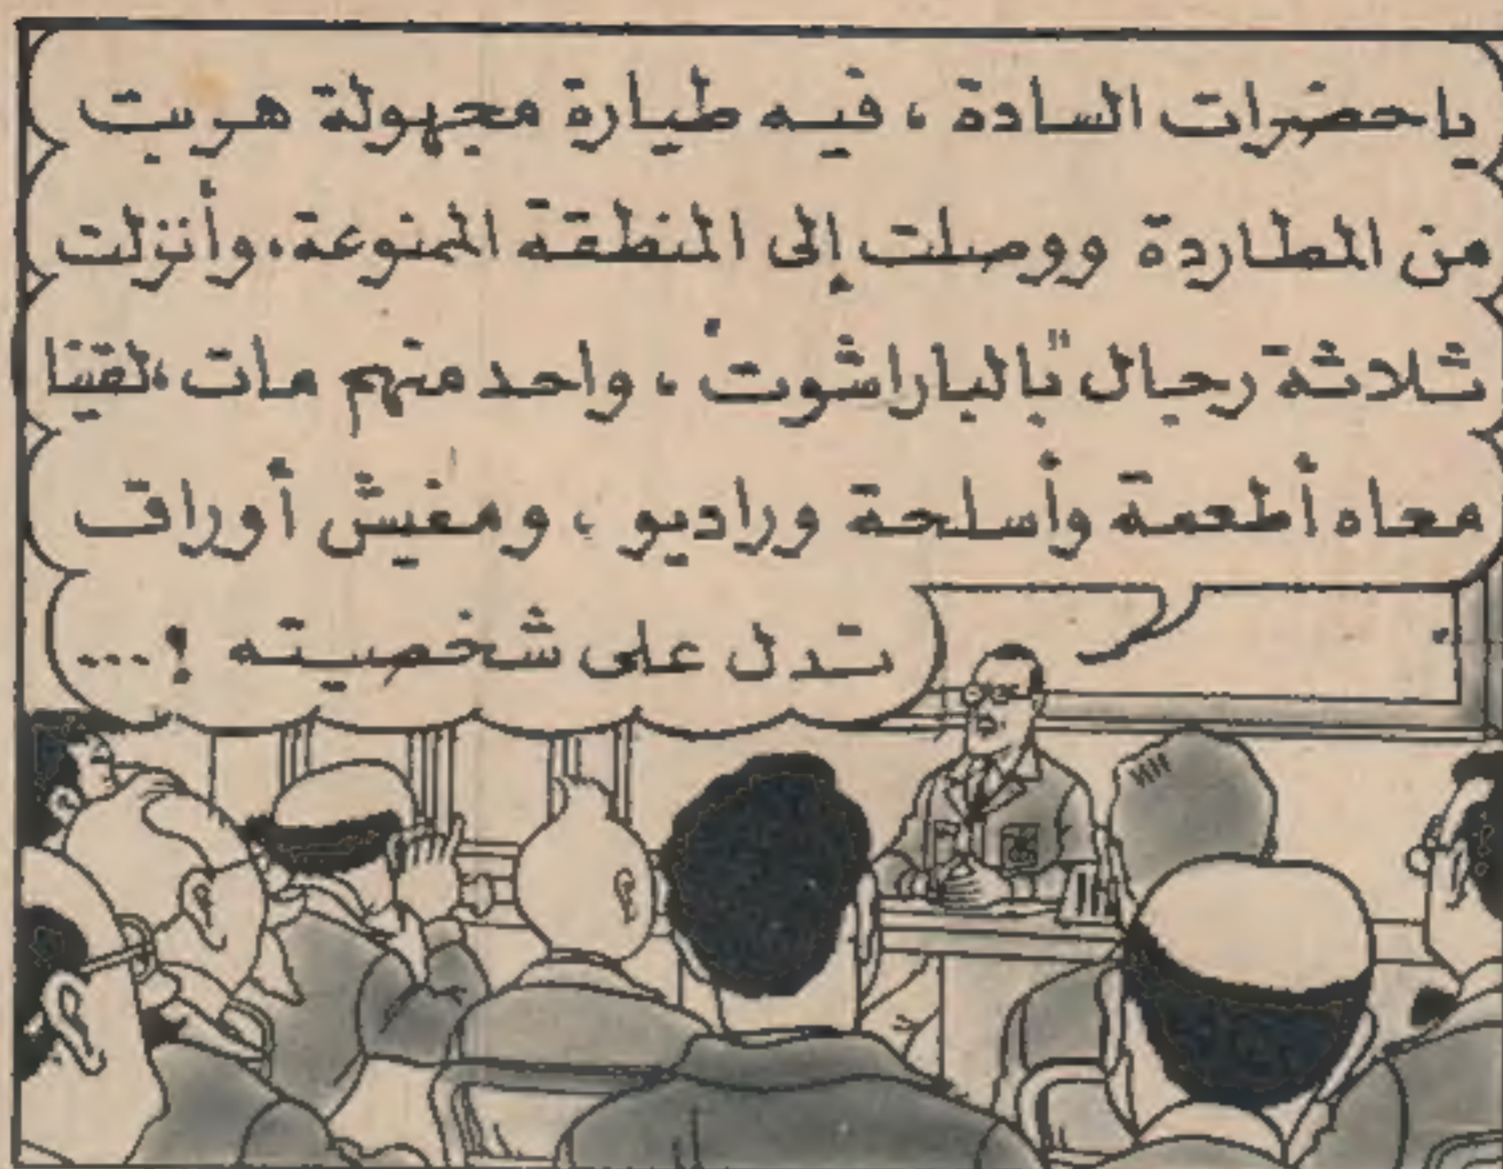 ياحضرات السادة ، فيه طيارة مجهولة هربت
من المطاردة ووصلت إلى المنطقة الممنوعة، وأنزلت
ثلاثة رجال "بالباراشوت" ، واحد منهم مات ،لقينا
معاه أطعمة وأسلحة وراديو ، ومفيش أوراق
تدل على شخصيته !...